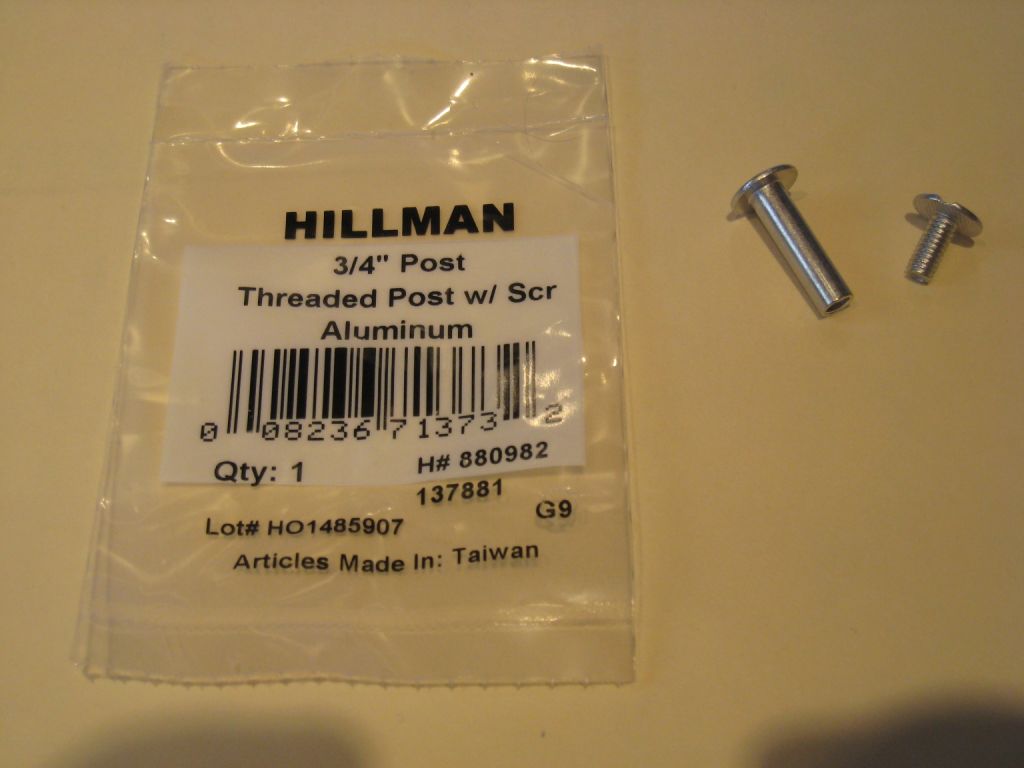 HILLMAN
3/4" Post
Threaded Post w/ Scr
Aluminum
0 08236 71373 2
Qty: 1 H# 880982
137881
Lot# HO1485907 G9
Articles Made In: Taiwan